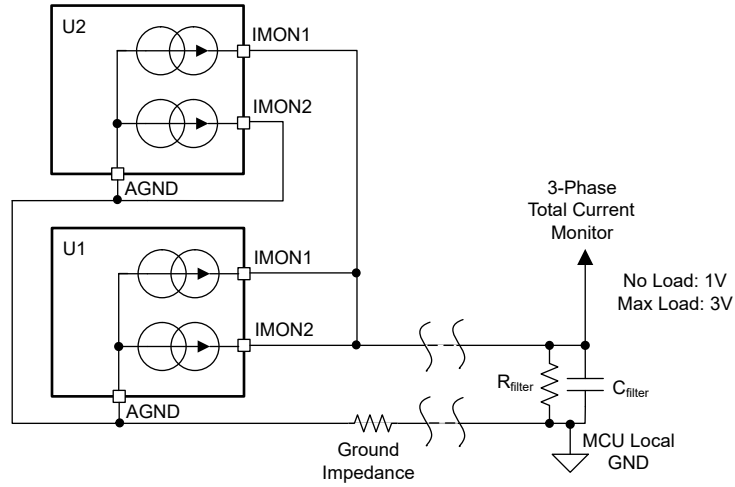 U2
IMON1
IMON2
AGND
U1
IMON1
IMON2
AGND
Ground
Impedance
3-Phase
Total Current
Monitor
No Load: 1V
Max Load: 3V
Rfilter
Cfilter
MCU Local
GND